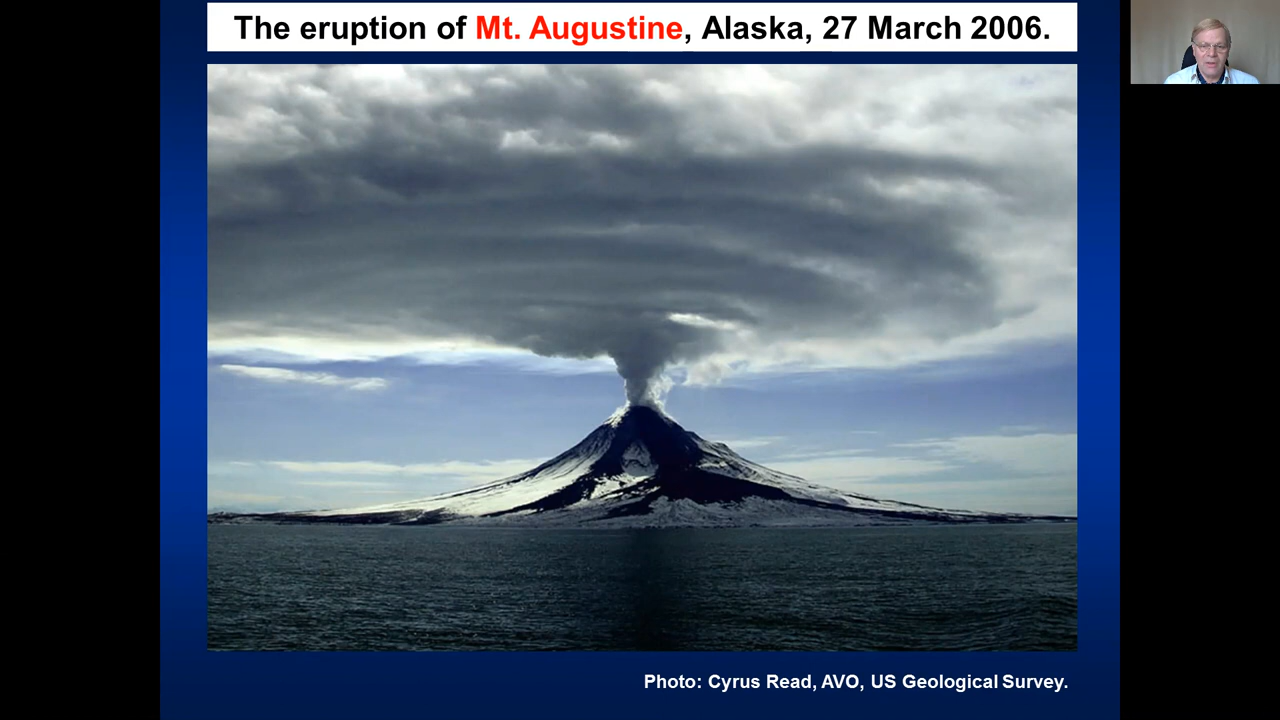 The eruption of Mt. Augustine, Alaska, 27 March 2006.
Photo: Cyrus Read, AVO, US Geological Survey.